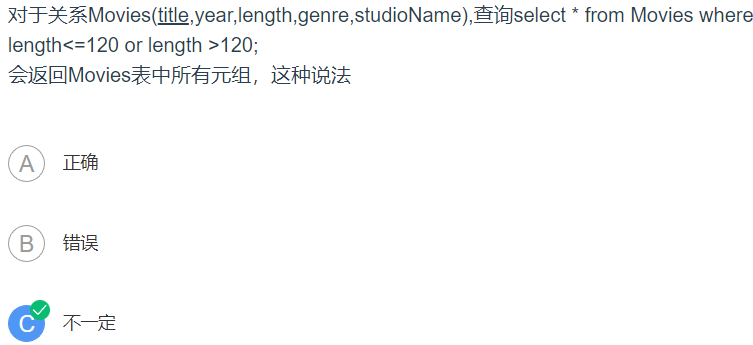 对于关系Movies(title,year,length,genre,studioName),查询select * from Movies where
length<=120 or length >120;
会返回Movies表中所有元组，这种说法
A 正确
B 错误
C 不一定